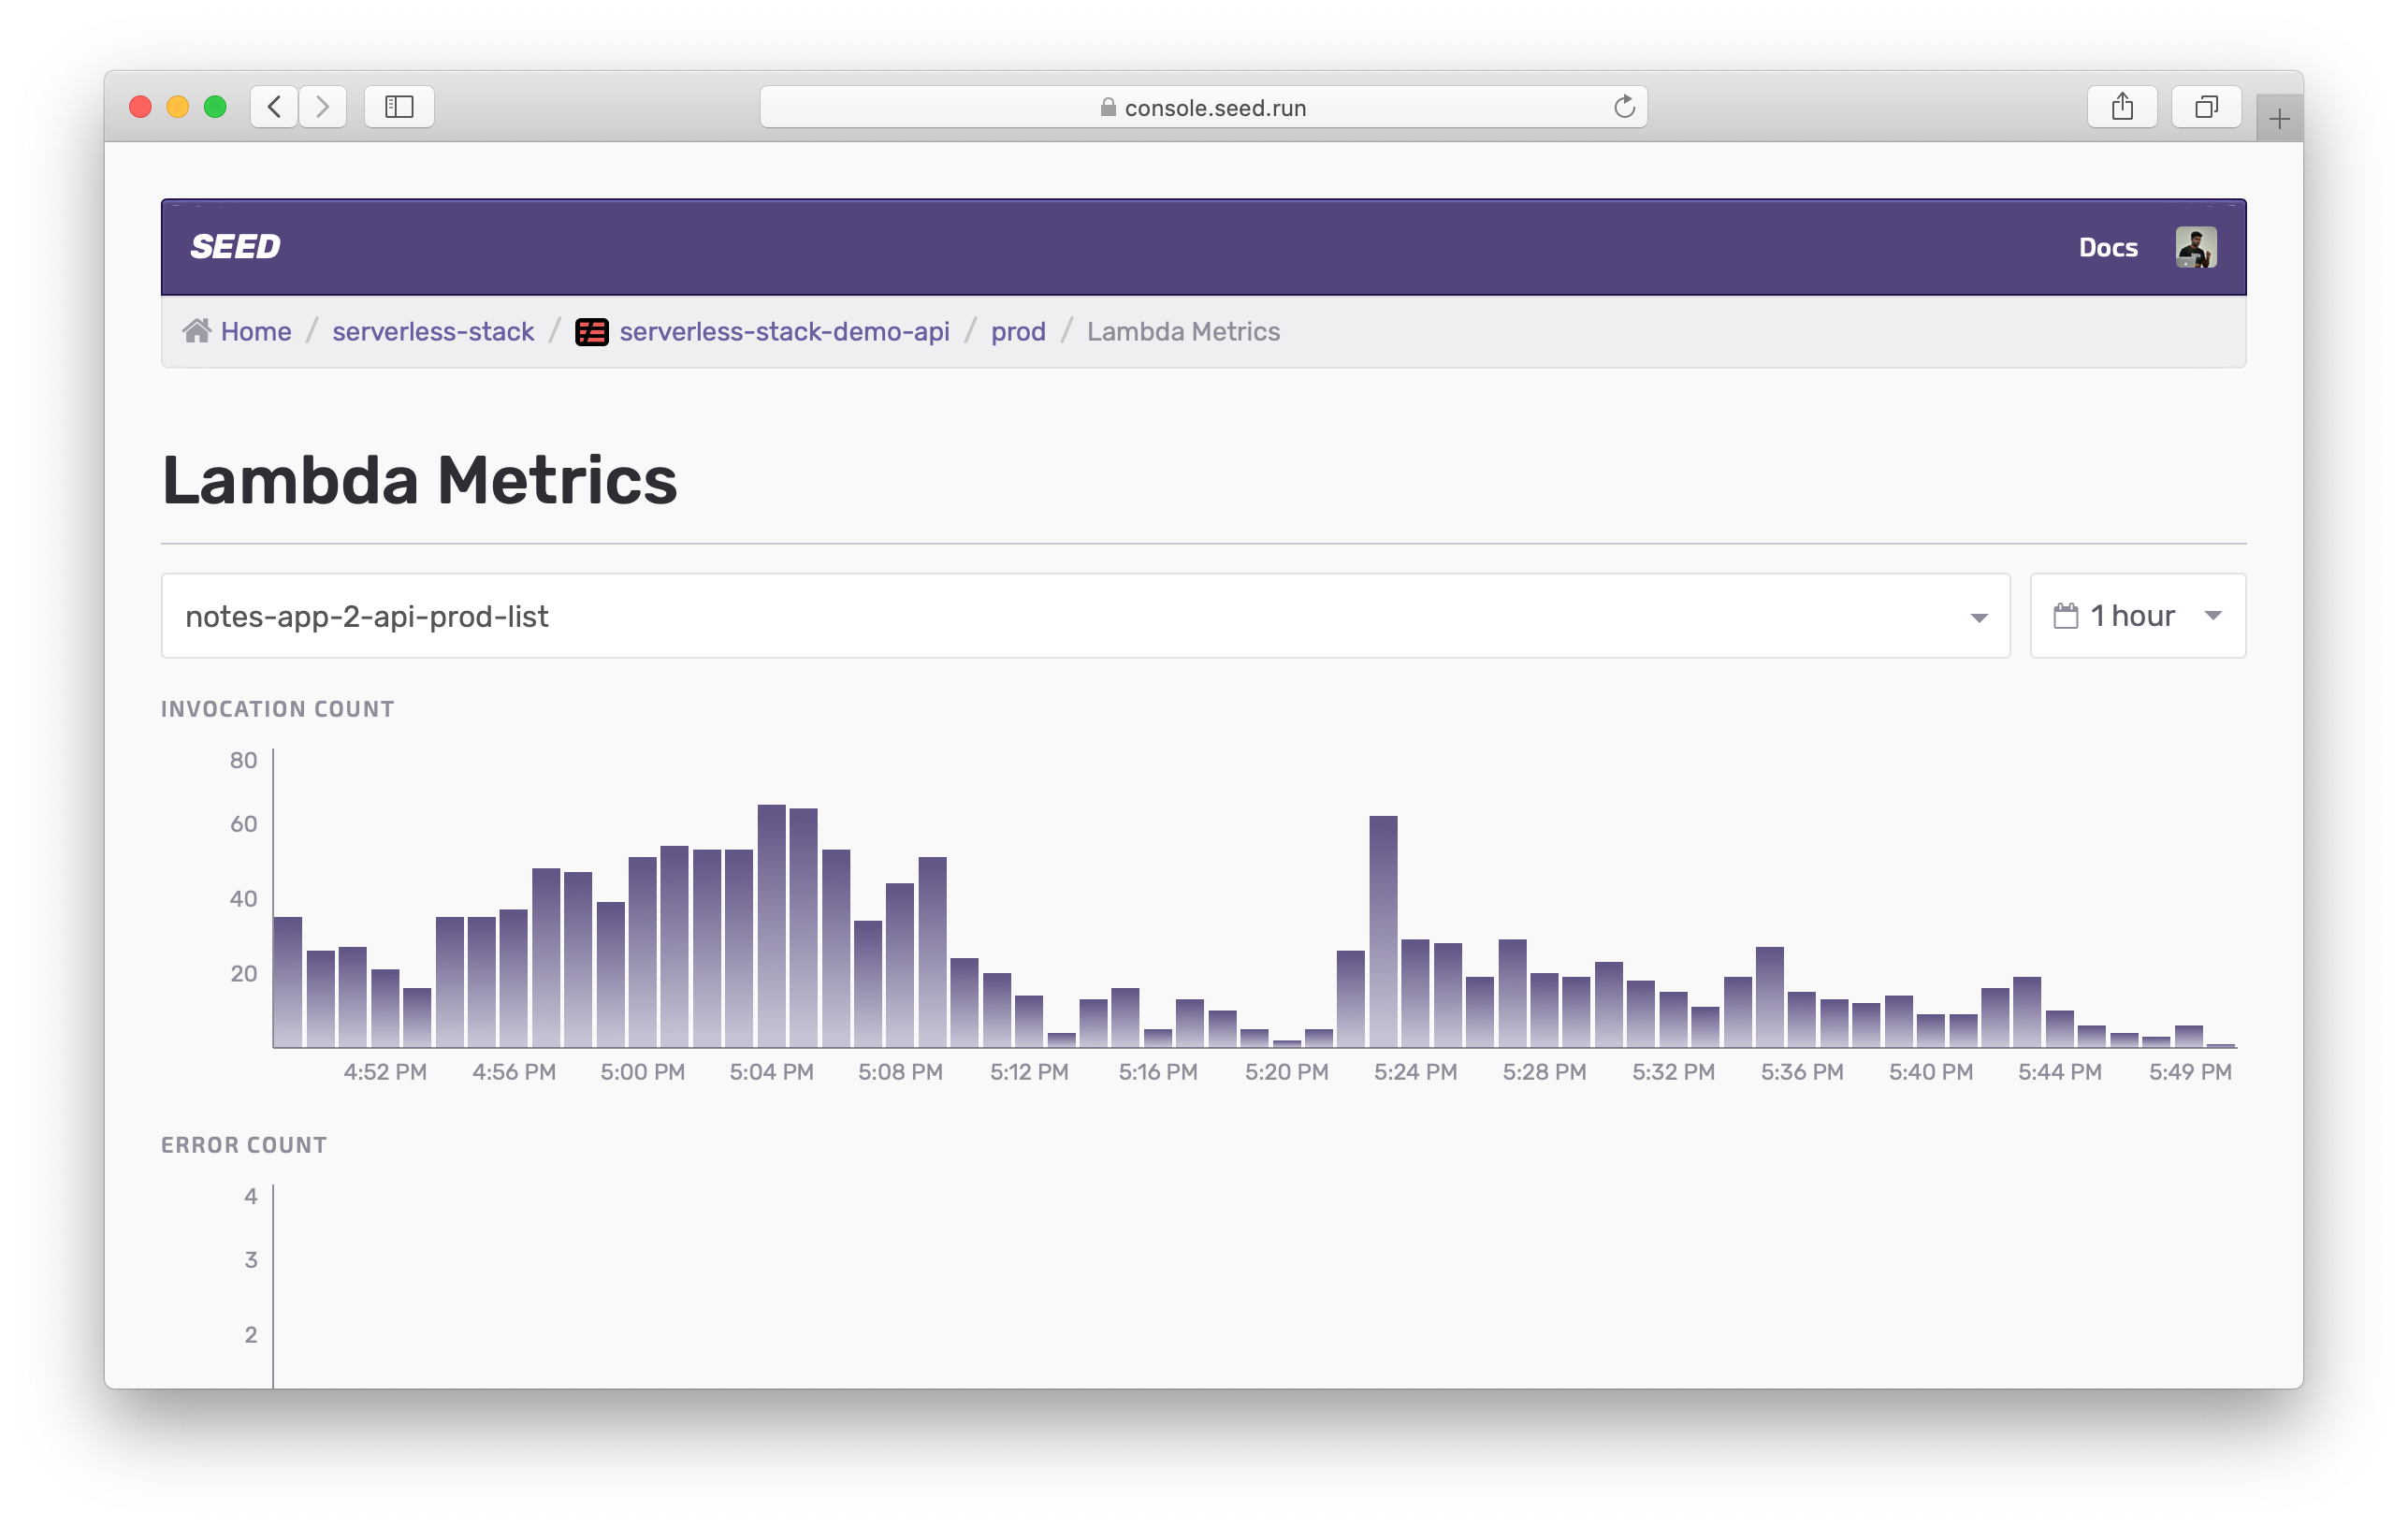 console.seed.run
SEED
Docs
Home / serverless-stack / serverless-stack-demo-api / prod / Lambda Metrics
Lambda Metrics
notes-app-2-api-prod-list
1 hour
INVOCATION COUNT
80
60
40
20
4:52 PM 4:56 PM 5:00 PM 5:04 PM 5:08 PM 5:12 PM 5:16 PM 5:20 PM 5:24 PM 5:28 PM 5:32 PM 5:36 PM 5:40 PM 5:44 PM 5:49 PM
ERROR COUNT
4
3
2